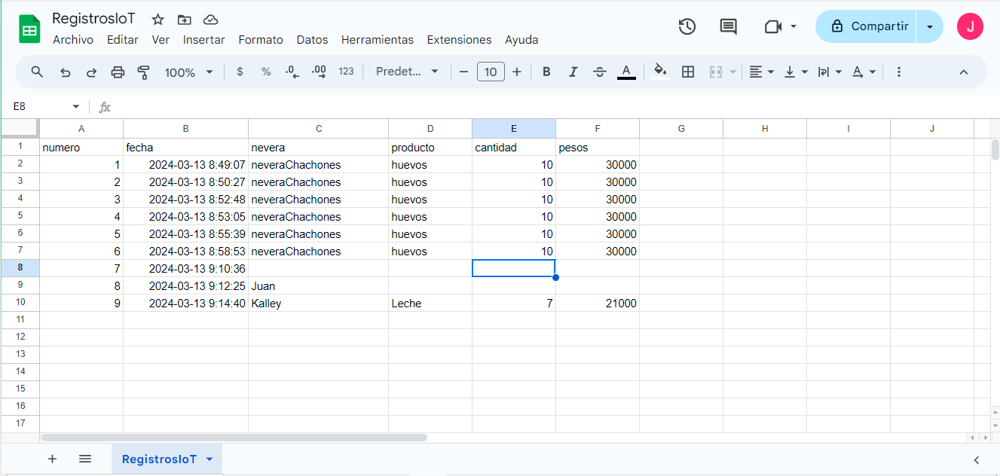 RegistrosIoT
Archivo Editar Ver Insertar Formato Datos Herramientas Extensiones Ayuda
Compartir
J
100% $ % .0 .00 123 Predet... 10 B I A A
E8 fx
A B C D E F G H I J
1 numero fecha nevera producto cantidad pesos
2 1 2024-03-13 8:49:07 neveraChachones huevos 10 30000
3 2 2024-03-13 8:50:27 neveraChachones huevos 10 30000
4 3 2024-03-13 8:52:48 neveraChachones huevos 10 30000
5 4 2024-03-13 8:53:05 neveraChachones huevos 10 30000
6 5 2024-03-13 8:55:39 neveraChachones huevos 10 30000
7 6 2024-03-13 8:58:53 neveraChachones huevos 10 30000
8 7 2024-03-13 9:10:36
9 8 2024-03-13 9:12:25 Juan
10 9 2024-03-13 9:14:40 Kalley Leche 7 21000
11
12
13
14
15
16
17
RegistrosIoT